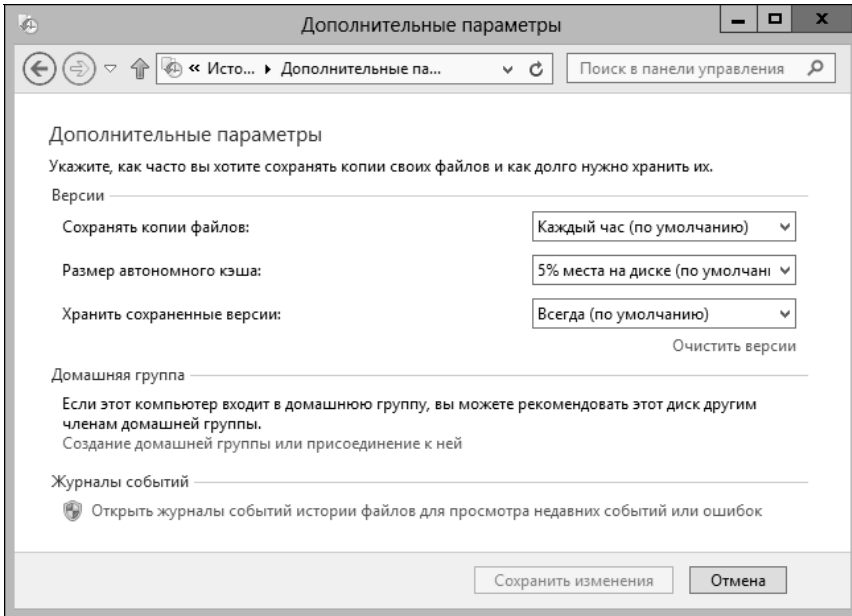 Дополнительные параметры
« Исто... Дополнительные па...
Поиск в панели управления
Дополнительные параметры
Укажите, как часто вы хотите сохранять копии своих файлов и как долго нужно хранить их.
Версии
Сохранять копии файлов:
Каждый час (по умолчанию)
Размер автономного кэша:
5% места на диске (по умолчан
Хранить сохраненные версии:
Всегда (по умолчанию)
Очистить версии
Домашняя группа
Если этот компьютер входит в домашнюю группу, вы можете рекомендовать этот диск другим
членам домашней группы.
Создание домашней группы или присоединение к ней
Журналы событий
Открыть журналы событий истории файлов для просмотра недавних событий или ошибок
Сохранить изменения
Отмена